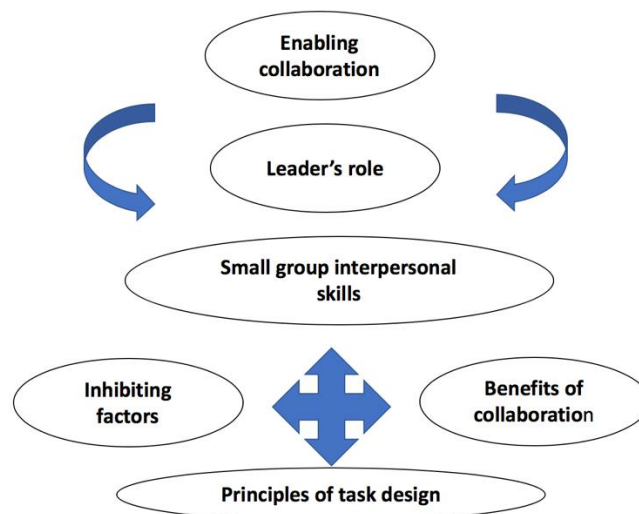 Enabling
collaboration
Leader's role
Small group interpersonal
skills
Inhibiting
factors
Benefits of
collaboration
Principles of task design